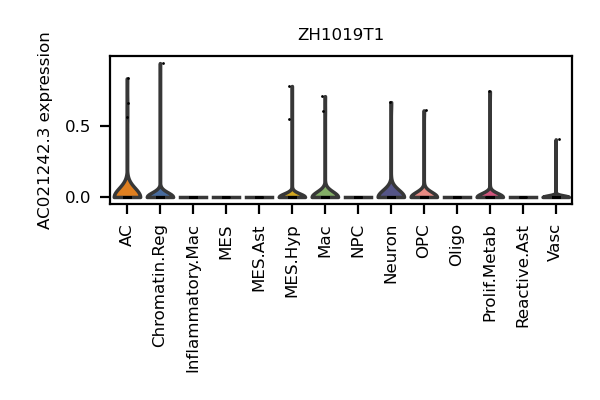 ZH1019T1
AC021242.3 expression
0.5
0.0
AC
Chromatin.Reg
Inflammatory.Mac
MES
MES.Ast
MES.Hyp
Mac
NPC
Neuron
OPC
Oligo
Prolif.Metab
Reactive.Ast
Vasc